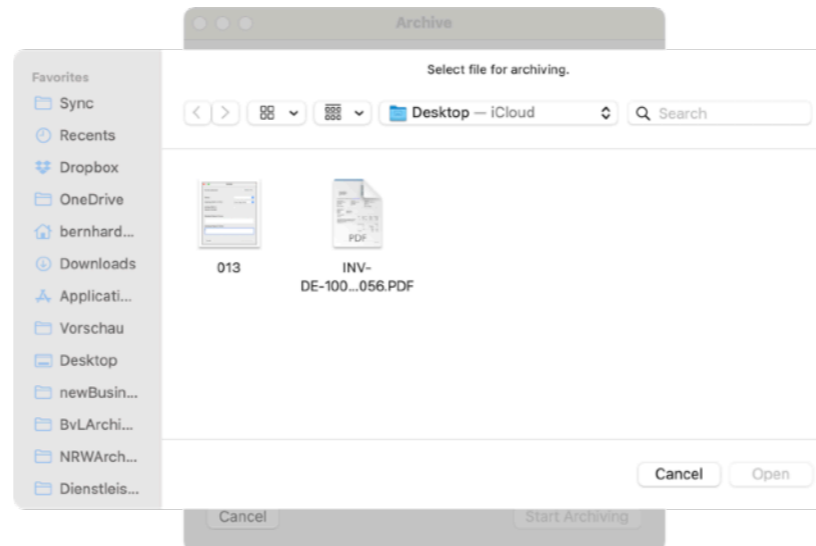 Archive
Select file for archiving.
Favorites
Sync
Recents
Dropbox
OneDrive
bernhard...
Downloads
Applicati...
Vorschau
Desktop
newBusin...
BvLArchi...
NRWArch...
Dienstleis...
Desktop — iCloud
Search
PDF
013
INV-
DE-100...056.PDF
Cancel
Open
Cancel
Start Archiving